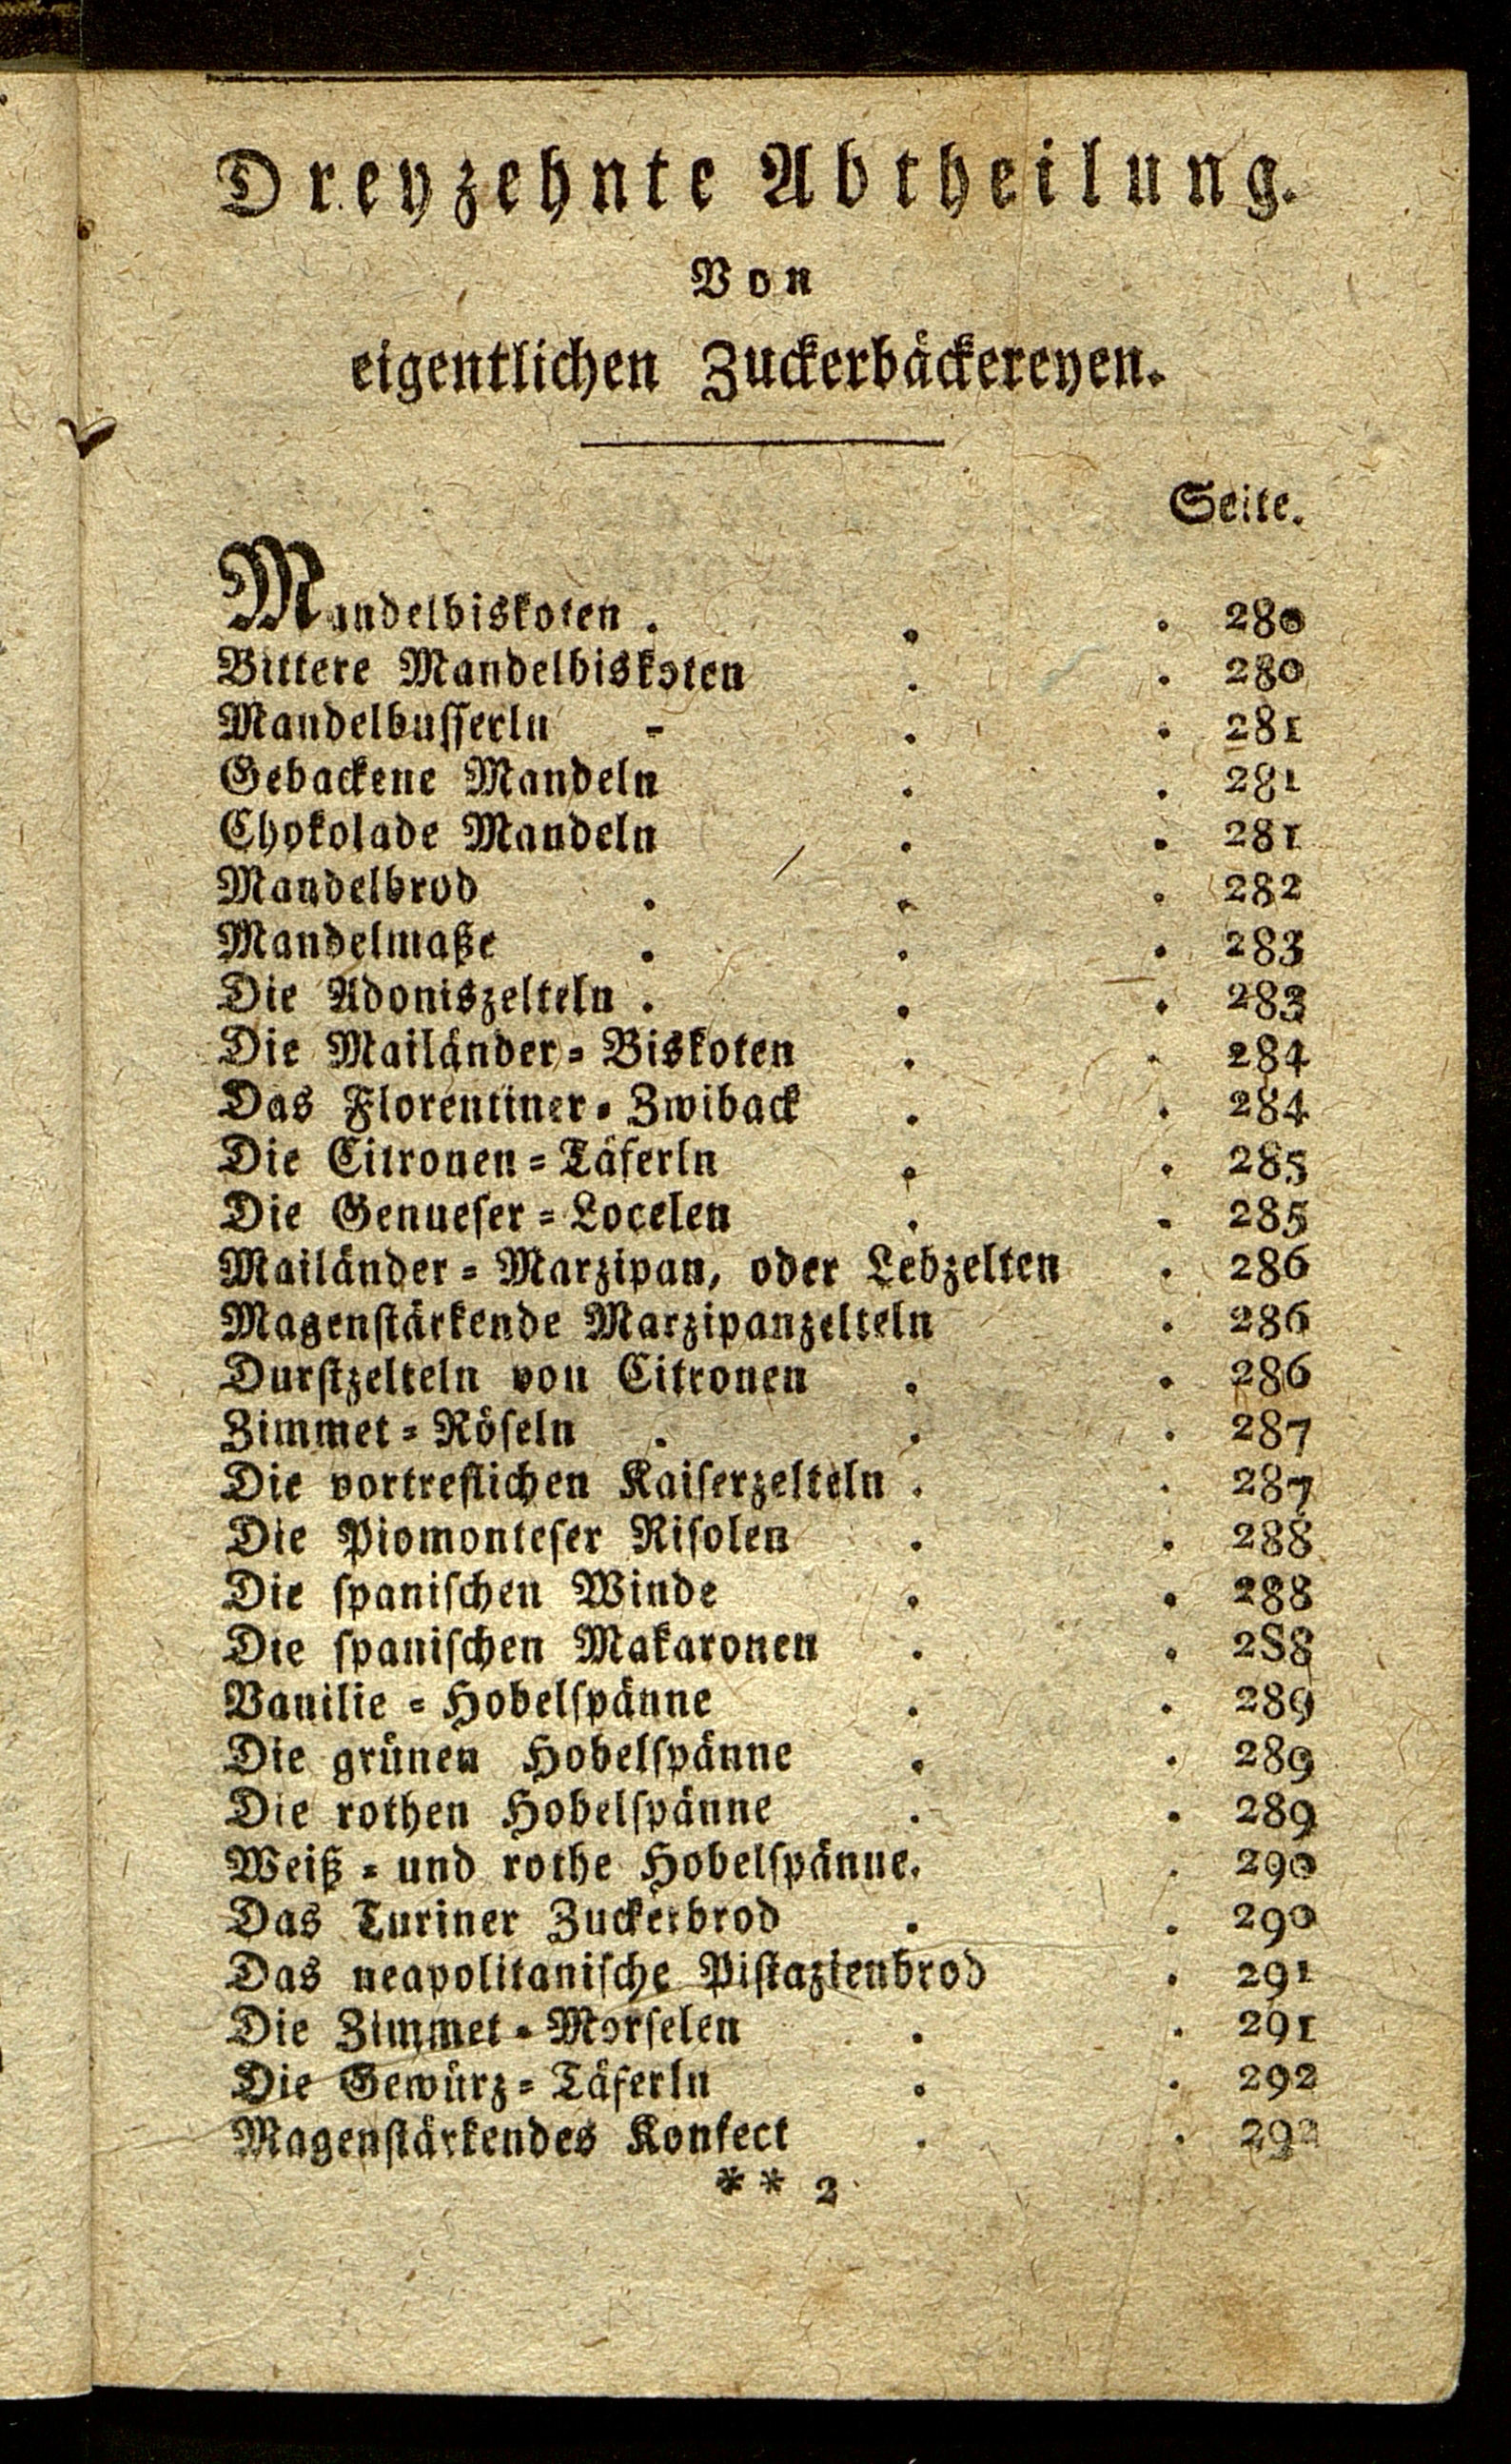 Dreyzehnte Abtheilung.
Von
eigentlichen Zuckerbäckereyen.
Seite.
Mandelbiskoten . . . 280
Bittere Mandelbiskoten . . 280
Mandelbusserln - . . 281
Gebackene Mandeln . . 281
Chokolade Mandeln . . 281
Mandelbrod . . . 282
Mandelmaße . . . 283
Die Adoniszelteln . . . 283
Die Mailänder-Biskoten . . 284
Das Florentiner-Zwiback . . 284
Die Citronen-Täferln . . 285
Die Genueser-Locelen . . 285
Mailänder-Marzipan, oder Lebzelten . 286
Magenstärkende Marzipanzelteln . 286
Durstzelteln von Citronen . . 286
Zimmet-Röseln . . . 287
Die vortreflichen Kaiserzelteln . . 287
Die Piomonteser Risolen . . 288
Die spanischen Winde . . 288
Die spanischen Makaronen . . 288
Vanilie-Hobelspänne . . 289
Die grünen Hobelspänne . . 289
Die rothen Hobelspänne . . 289
Weiß- und rothe Hobelspänne. . 290
Das Turiner Zuckerbrod . . 290
Das neapolitanische Pistazienbrod . 291
Die Zimmet-Morselen . . 291
Die Gewürz-Täferln . . 292
Magenstärkendes Konfect . . 292
** 2